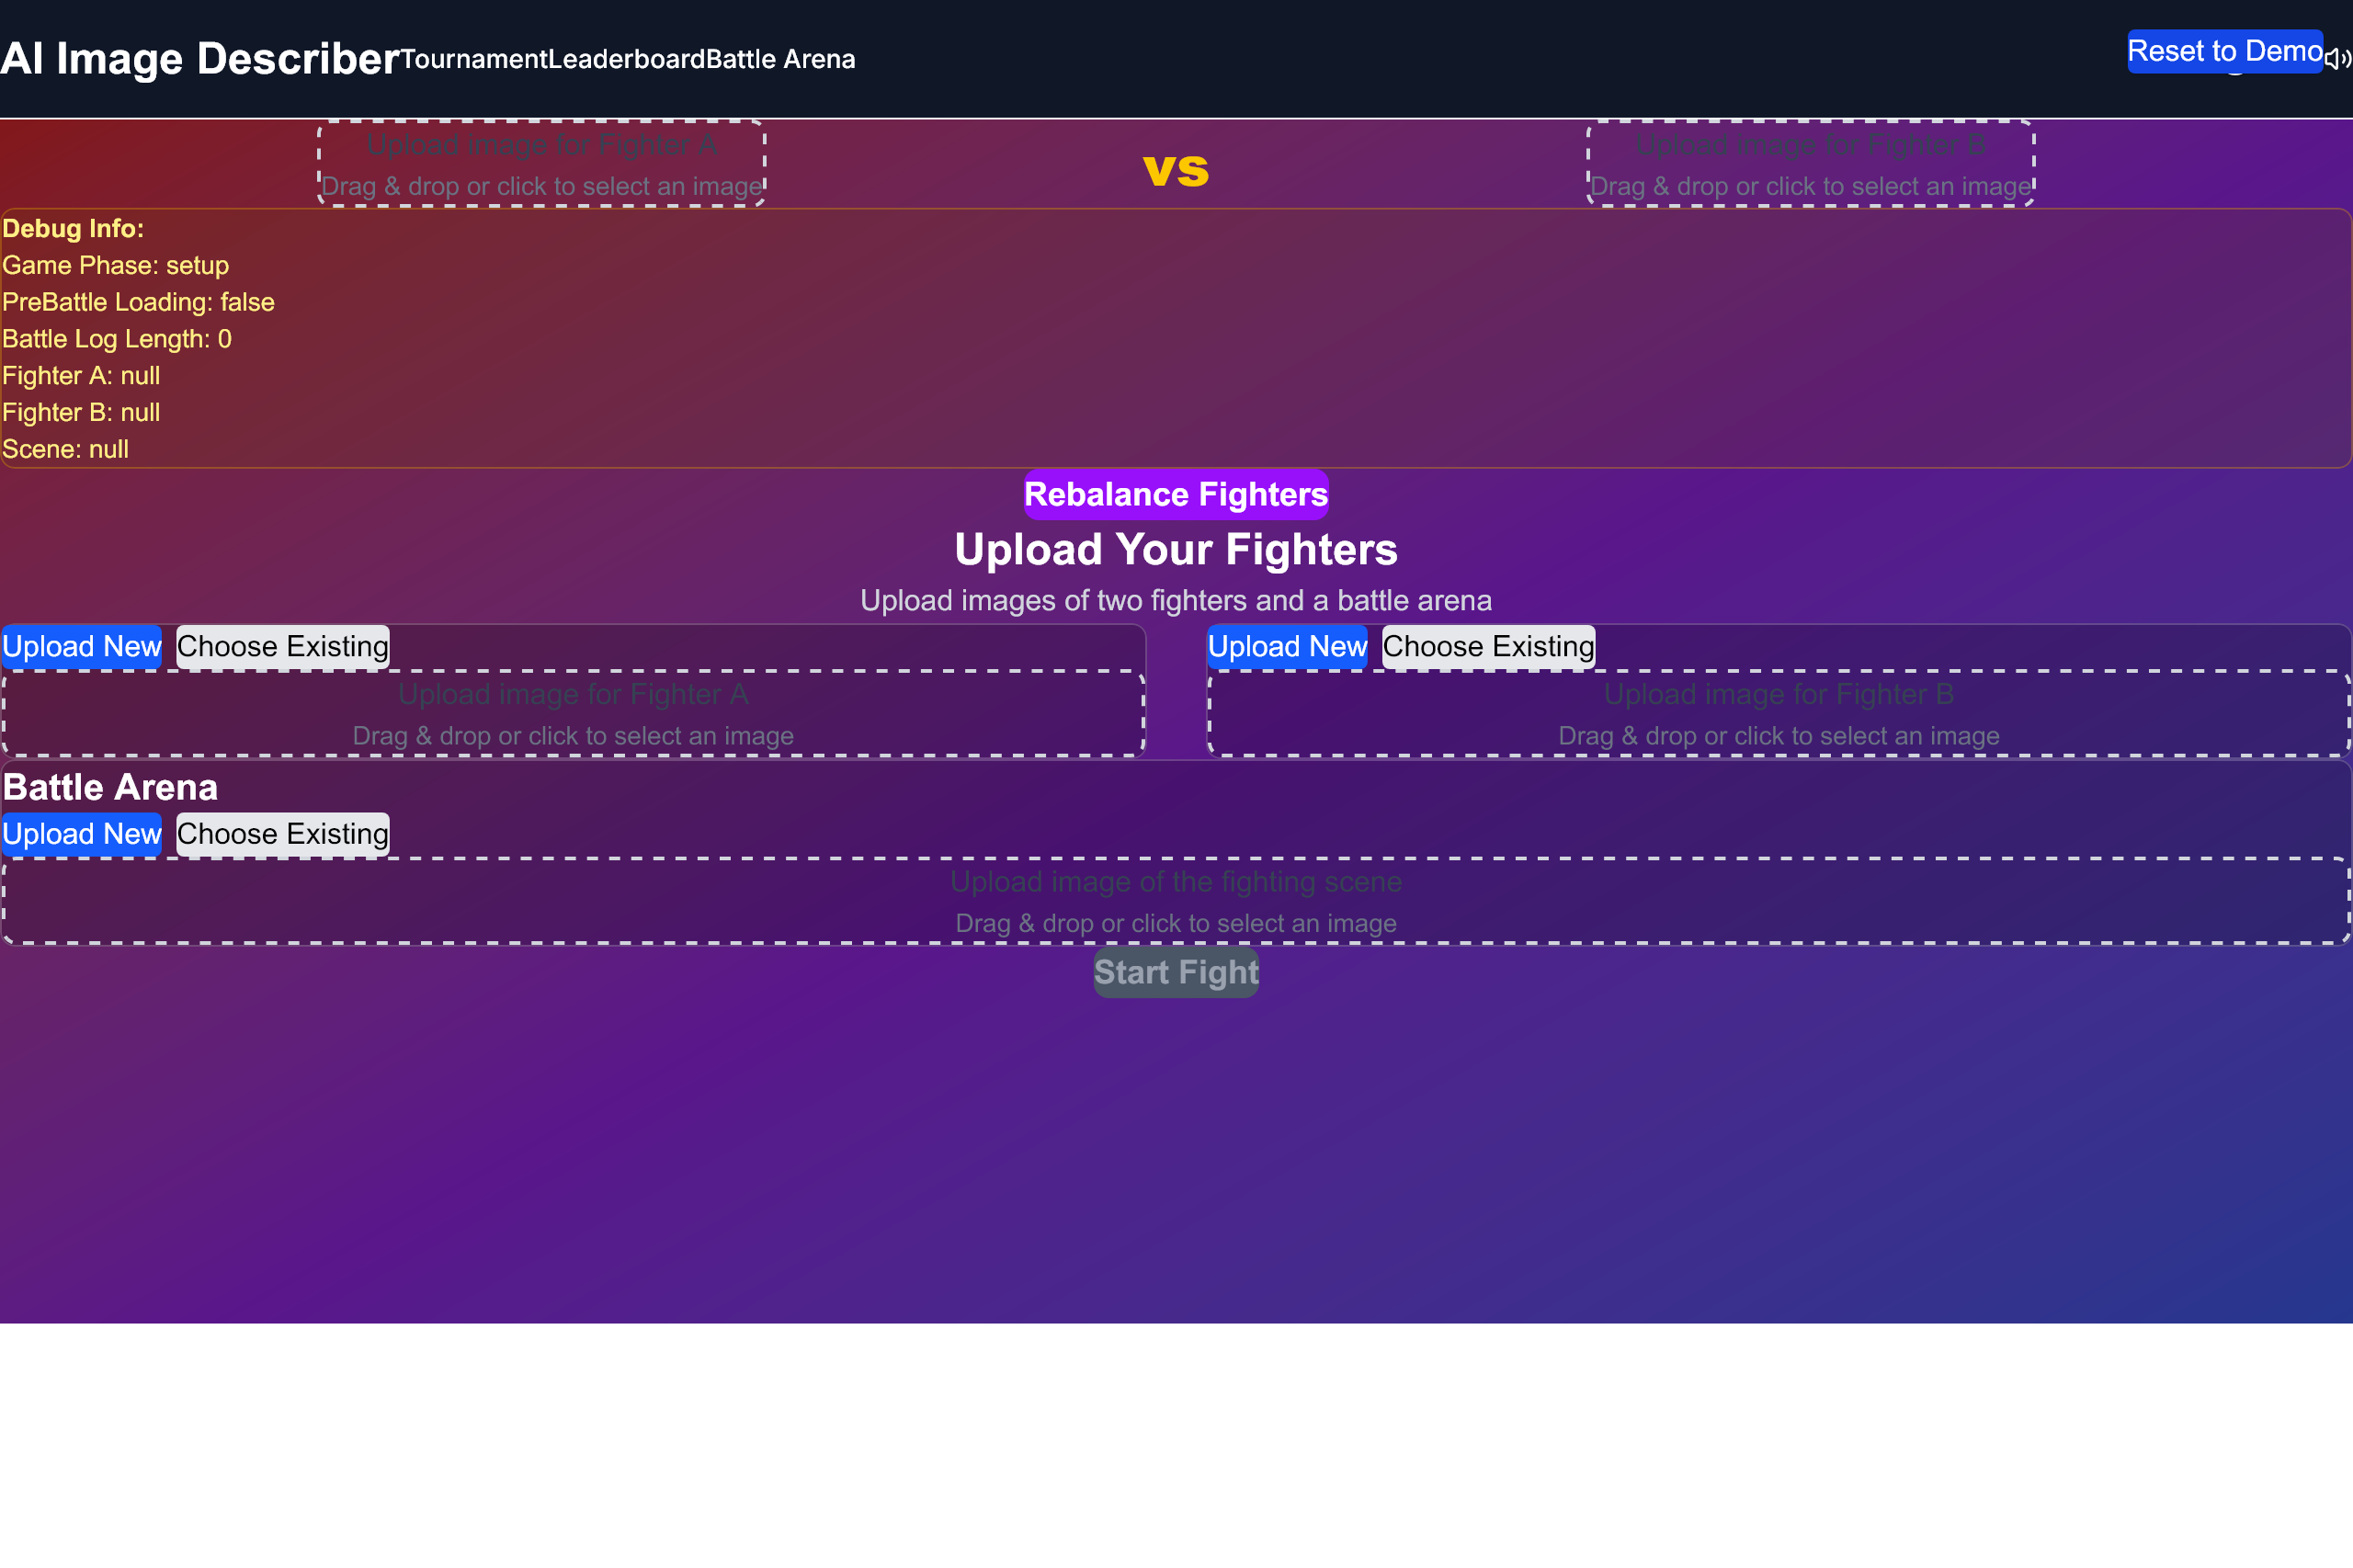 AI Image Describer Tournament Leaderboard Battle Arena Reset to Demo
Upload image for Fighter A
Drag & drop or click to select an image
vs
Upload image for Fighter B
Drag & drop or click to select an image
Debug Info:
Game Phase: setup
PreBattle Loading: false
Battle Log Length: 0
Fighter A: null
Fighter B: null
Scene: null
Rebalance Fighters
Upload Your Fighters
Upload images of two fighters and a battle arena
Upload New Choose Existing
Upload image for Fighter A
Drag & drop or click to select an image
Upload New Choose Existing
Upload image for Fighter B
Drag & drop or click to select an image
Battle Arena
Upload New Choose Existing
Upload image of the fighting scene
Drag & drop or click to select an image
Start Fight